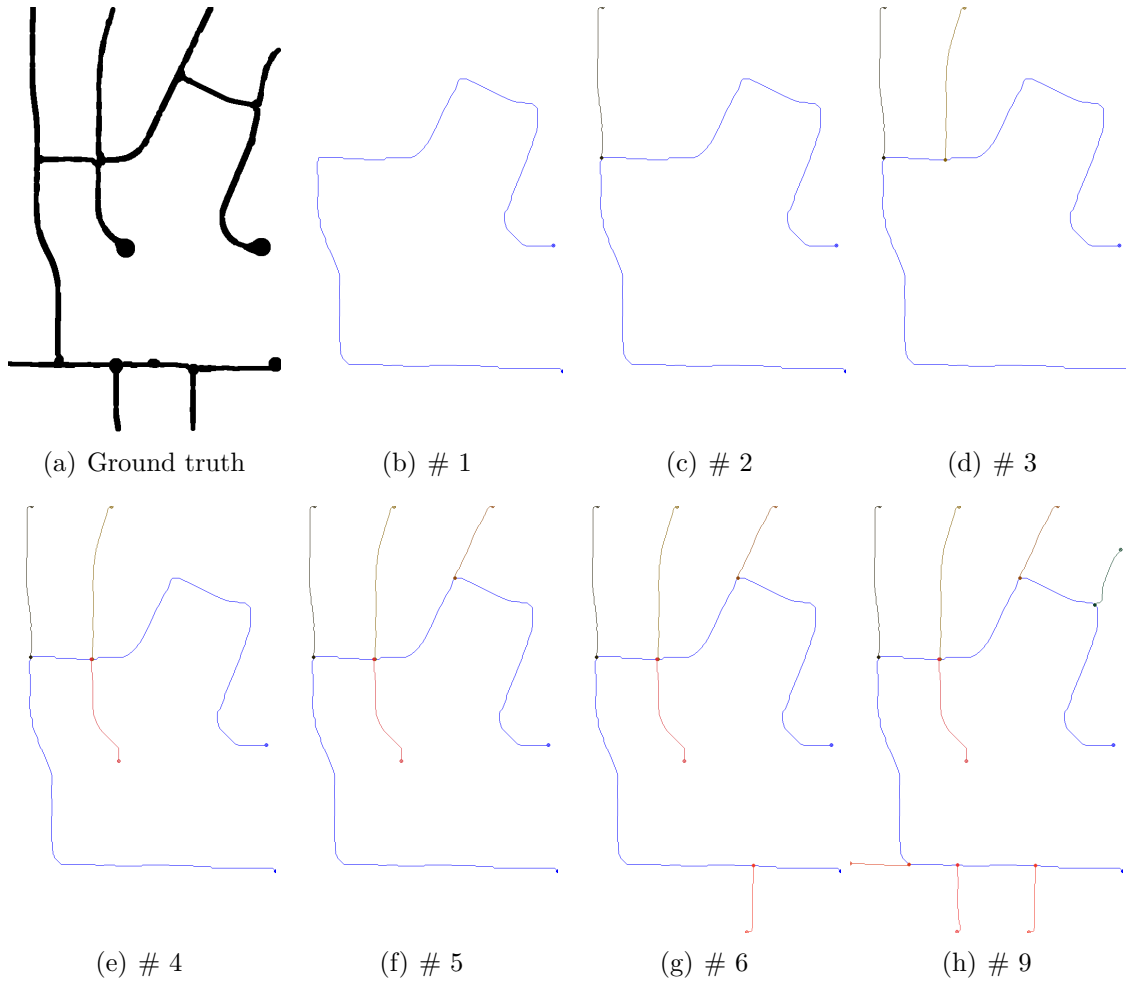 (a) Ground truth
(b) # 1
(c) # 2
(d) # 3
(e) # 4
(f) # 5
(g) # 6
(h) # 9